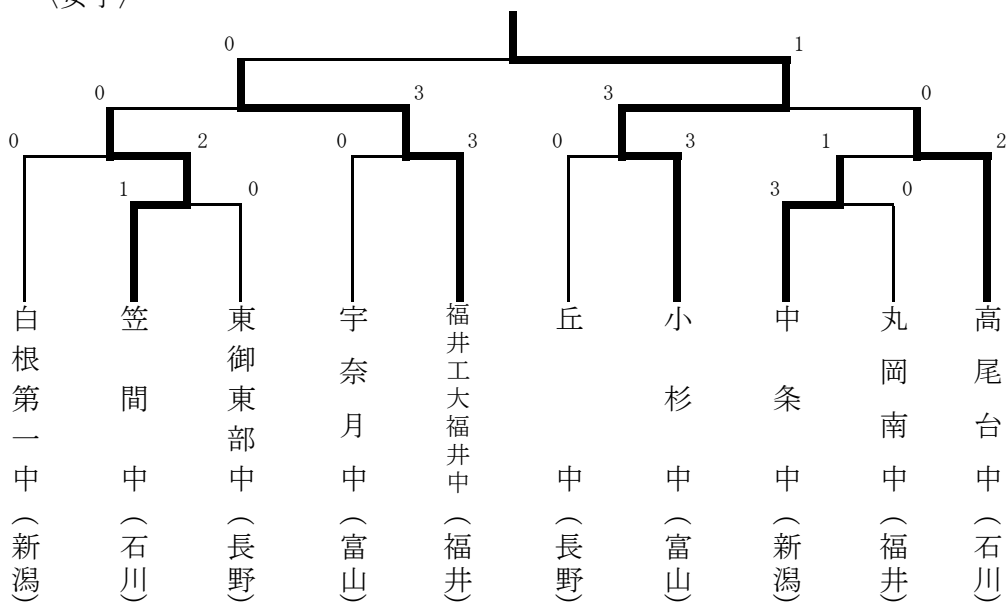 （女子）
0 1
0 3 3 0
0 2 0 3 0 3 1 2
1 0 3 0
白根第一中（新潟）
笠間中（石川）
東御東部中（長野）
宇奈月中（富山）
福井工大福井中（福井）
丘中（長野）
小杉中（富山）
中条中（新潟）
丸岡南中（福井）
高尾台中（石川）